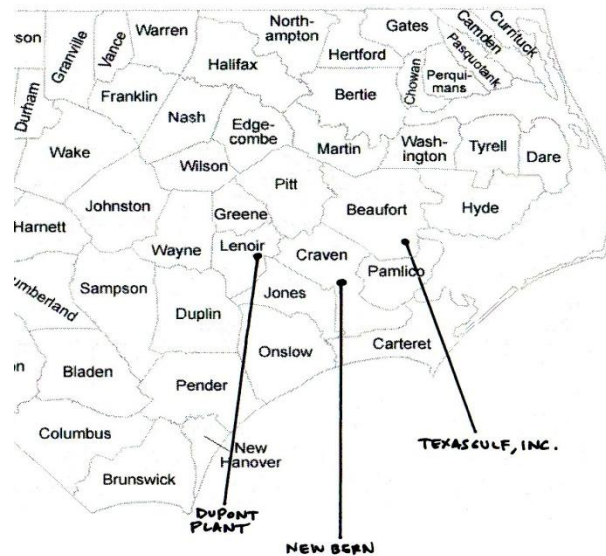 erson
Granville
Vance
Warren
North-
ampton
Hertford
Gates
Camden
Currituck
Pasquotank
Perqui-
mans
Chowan
Durham
Franklin
Halifax
Bertie
Nash
Edge-
combe
Martin
Wash-
ington
Tyrell
Dare
Wake
Wilson
Pitt
Johnston
Greene
Beaufort
Hyde
Harnett
Wayne
Lenoir
Craven
Pamlico
umberland
Sampson
Duplin
Jones
Onslow
Carteret
Bladen
Pender
Columbus
New
Hanover
Brunswick
TEXASGULF, INC.
DUPONT
PLANT
NEW BERN